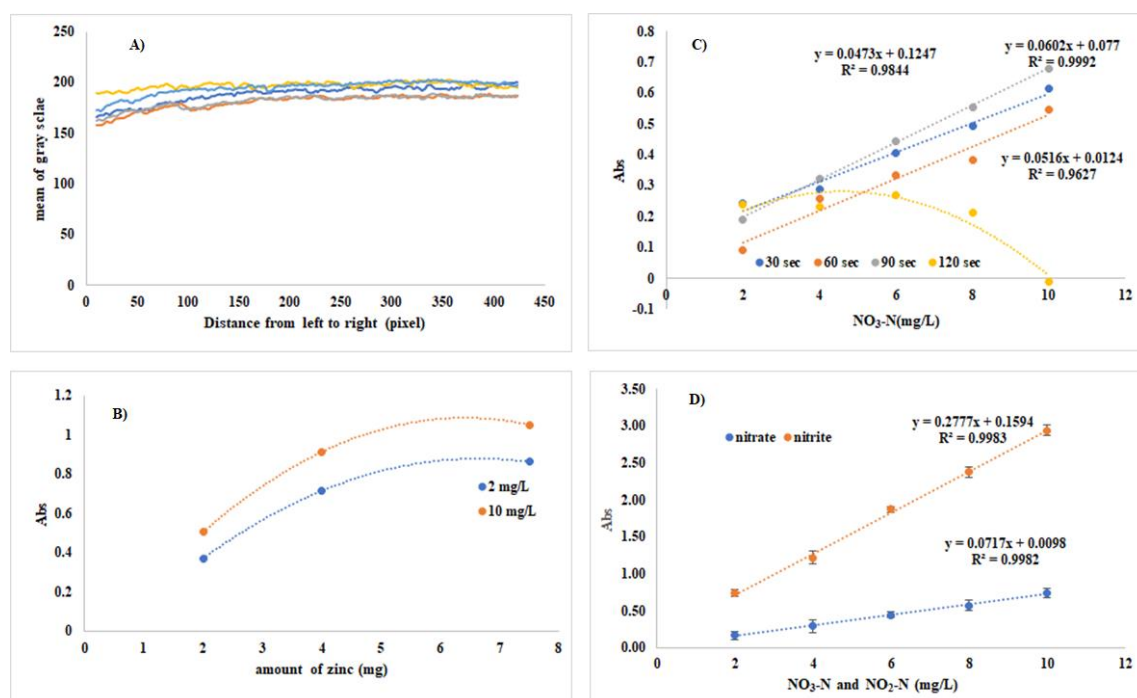 A)
250
200
150
100
50
0
mean of gray sclae
0 50 100 150 200 250 300 350 400 450
Distance from left to right (pixel)
C)
0.8
0.7
0.6
0.5
0.4
0.3
0.2
0.1
0
-0.1
Abs
y = 0.0473x + 0.1247
R² = 0.9844
y = 0.0602x + 0.077
R² = 0.9992
y = 0.0516x + 0.0124
R² = 0.9627
30 sec 60 sec 90 sec 120 sec
0 2 4 6 8 10 12
NO₃-N(mg/L)
B)
1.2
1
0.8
0.6
0.4
0.2
0
Abs
2 mg/L
10 mg/L
0 1 2 3 4 5 6 7 8
amount of zinc (mg)
D)
3.50
3.00
2.50
2.00
1.50
1.00
0.50
0.00
Abs
nitrate nitrite
y = 0.2777x + 0.1594
R² = 0.9983
y = 0.0717x + 0.0098
R² = 0.9982
0 2 4 6 8 10 12
NO₃-N and NO₂-N (mg/L)